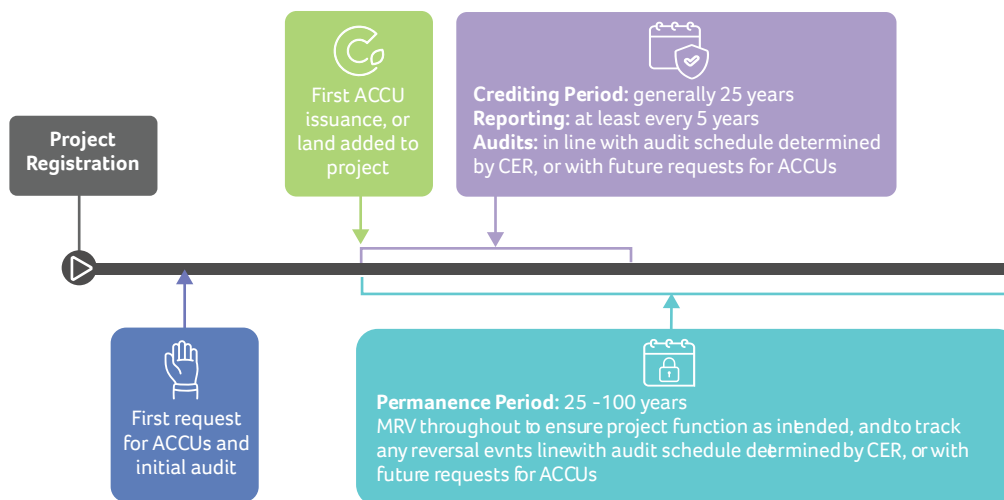 Project
Registration
First ACCU
issuance, or
land added to
project
Crediting Period: generally 25 years
Reporting: at least every 5 years
Audits: in line with audit schedule determined
by CER, or with future requests for ACCUs
First request
for ACCUs and
initial audit
Permanence Period: 25 -100 years
MRV throughout to ensure project function as intended, andto track
any reversal evnts linewith audit schedule determined by CER, or with
future requests for ACCUs